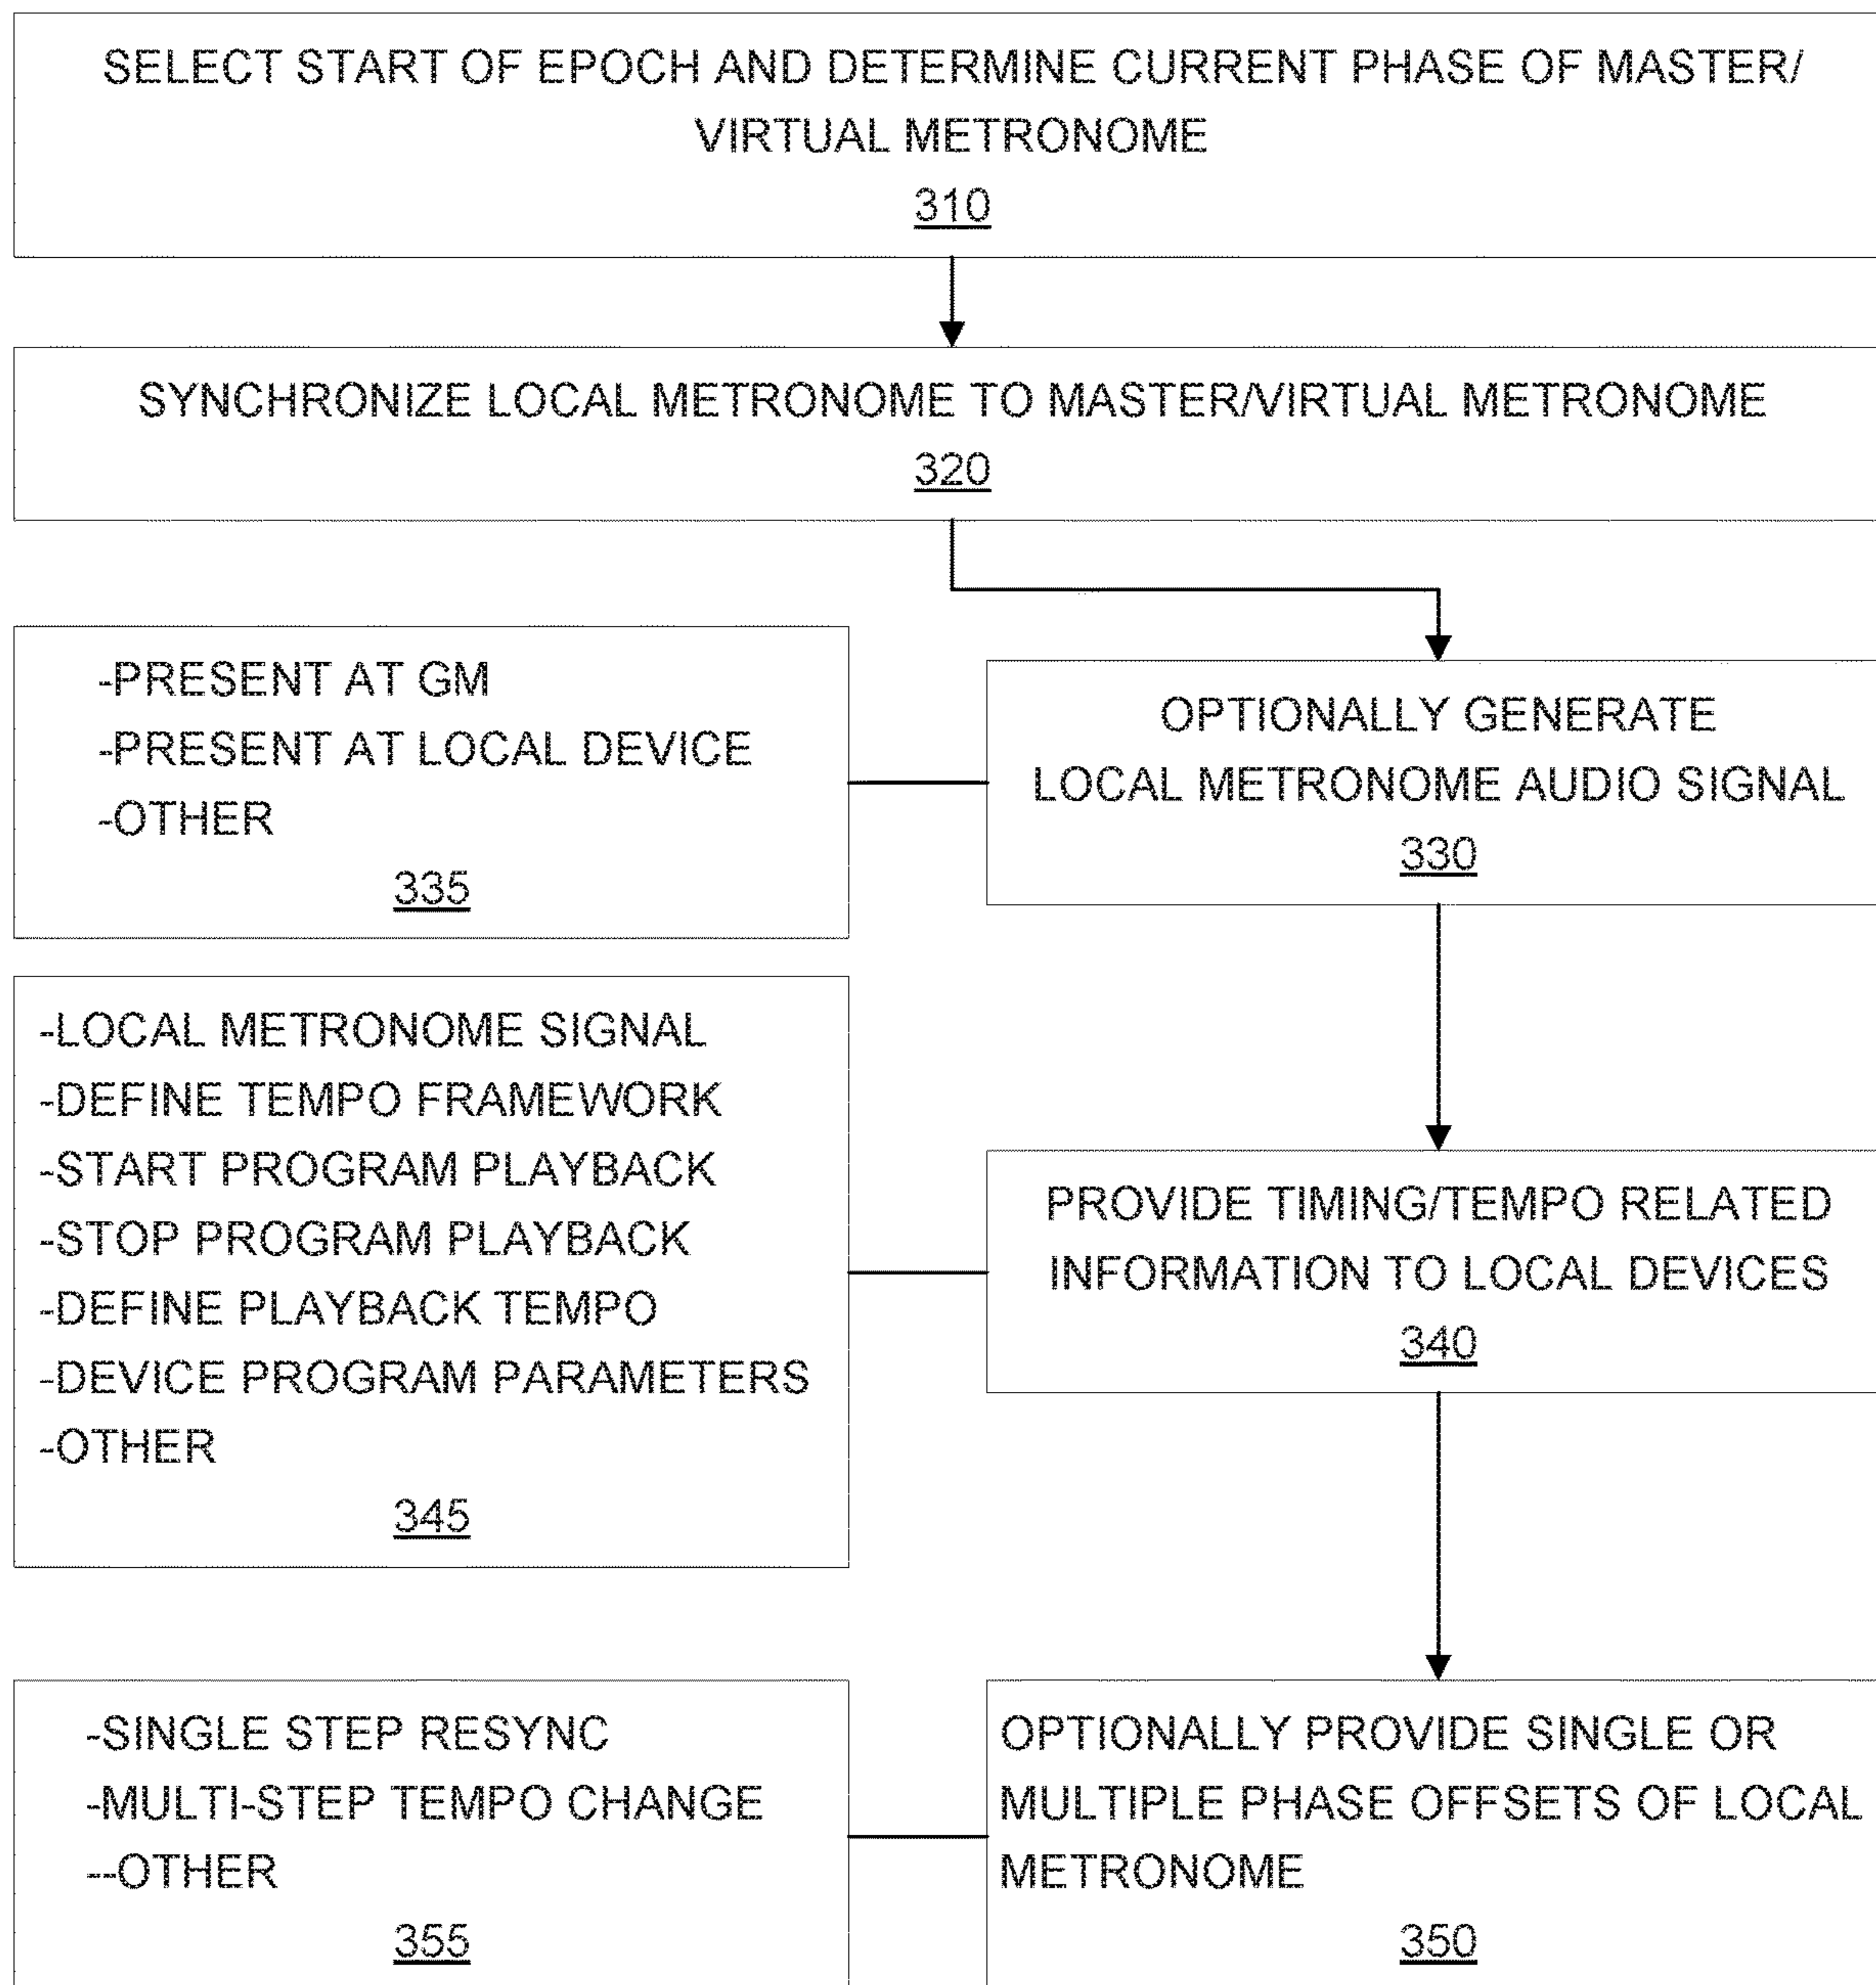 SELECT START OF EPOCH AND DETERMINE CURRENT PHASE OF MASTER/
VIRTUAL METRONOME
310
SYNCHRONIZE LOCAL METRONOME TO MASTER/VIRTUAL METRONOME
320
-PRESENT AT GM
-PRESENT AT LOCAL DEVICE
-OTHER
335
OPTIONALLY GENERATE
LOCAL METRONOME AUDIO SIGNAL
330
-LOCAL METRONOME SIGNAL
-DEFINE TEMPO FRAMEWORK
-START PROGRAM PLAYBACK
-STOP PROGRAM PLAYBACK
-DEFINE PLAYBACK TEMPO
-DEVICE PROGRAM PARAMETERS
-OTHER
345
PROVIDE TIMING/TEMPO RELATED
INFORMATION TO LOCAL DEVICES
340
-SINGLE STEP RESYNC
-MULTI-STEP TEMPO CHANGE
--OTHER
355
OPTIONALLY PROVIDE SINGLE OR
MULTIPLE PHASE OFFSETS OF LOCAL
METRONOME
350